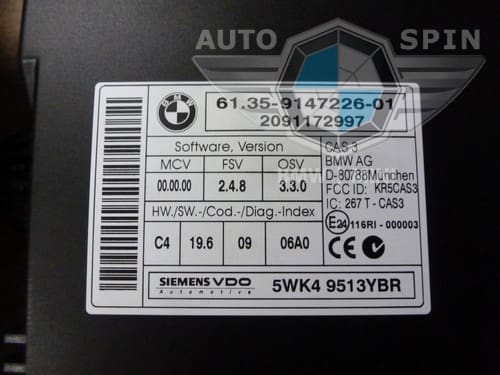 AUTO SPIN
BMW
61.35-9147226-01
2091172997
Software, Version
MCV FSV OSV
00.00.00 2.4.8 3.3.0
HW./SW.-/Cod.-/Diag.-Index
C4 19.6 09 06A0
CAS 3
BMW AG
D-80788München
FCC ID: KR5CAS3
IC: 267 T - CAS3
E24 116RI - 000003
SIEMENS VDO
Automotive
5WK4 9513YBR